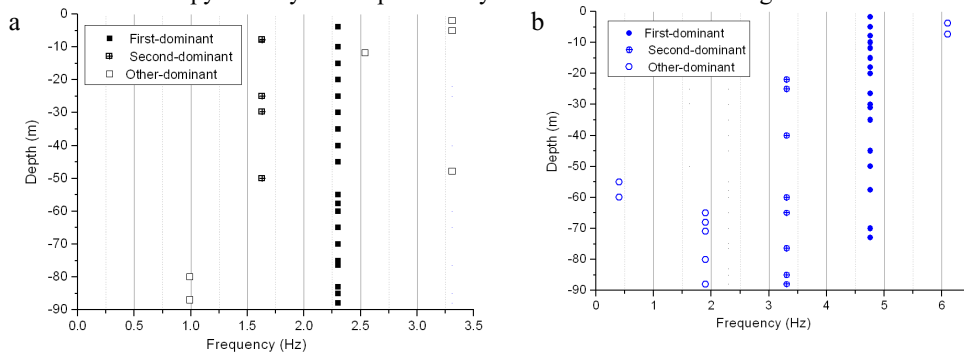 a
First-dominant
Second-dominant
Other-dominant
0
-10
-20
-30
-40
-50
-60
-70
-80
-90
Depth (m)
0.0 0.5 1.0 1.5 2.0 2.5 3.0 3.5
Frequency (Hz)
b
First-dominant
Second-dominant
Other-dominant
0
-10
-20
-30
-40
-50
-60
-70
-80
-90
Depth (m)
0 1 2 3 4 5 6
Frequency (Hz)